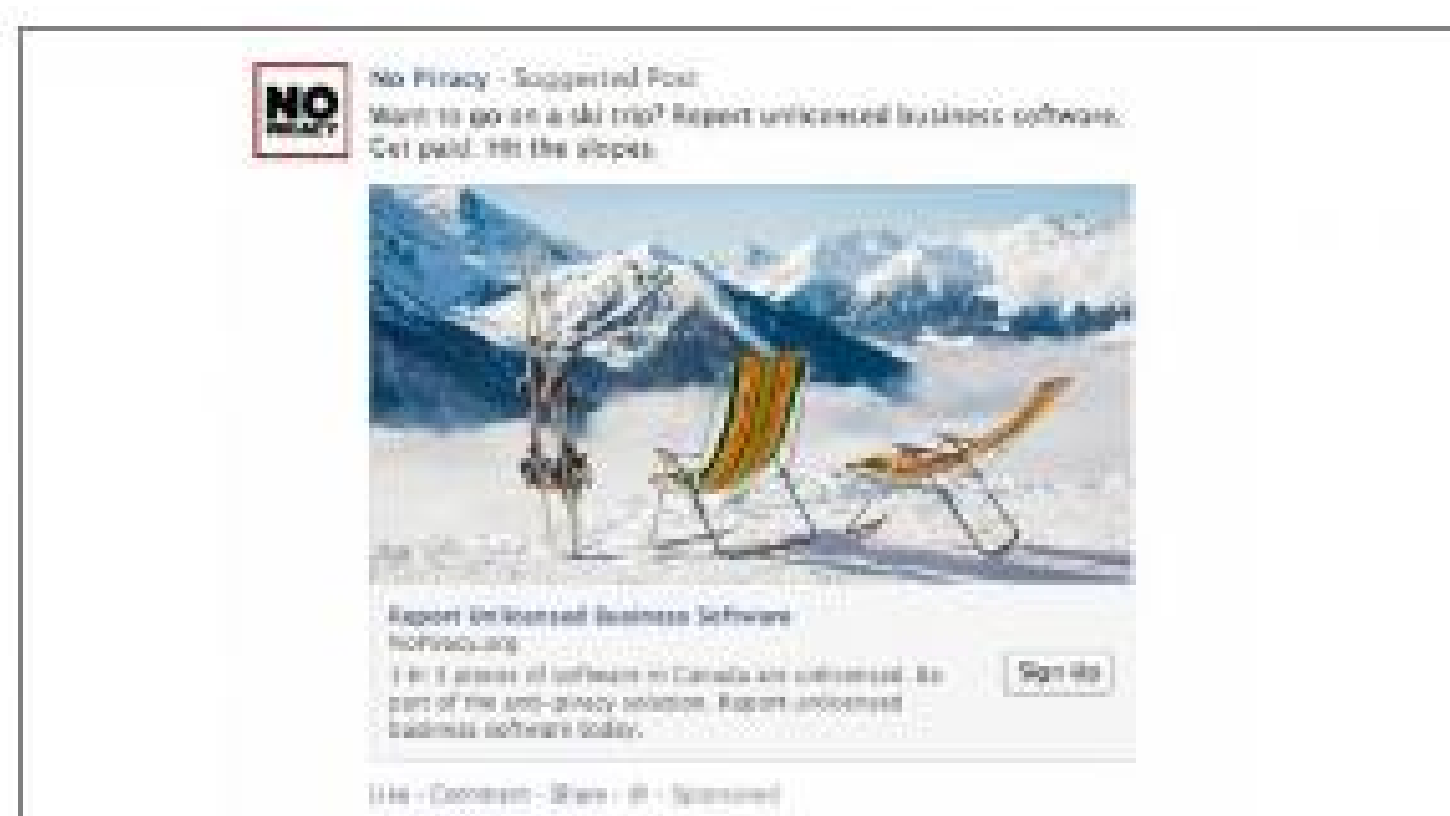 NO
PIRACY
No Piracy · Suggested Post
Want to go on a ski trip? Report unlicensed business software.
Get paid. Hit the slopes.
Report Unlicensed Business Software
NoPiracy.org
pieces of software in Canada are unlicensed. Be
part of the anti-piracy solution. Report unlicensed
business software today.
Sign Up
Like · Comment · Share · Sponsored